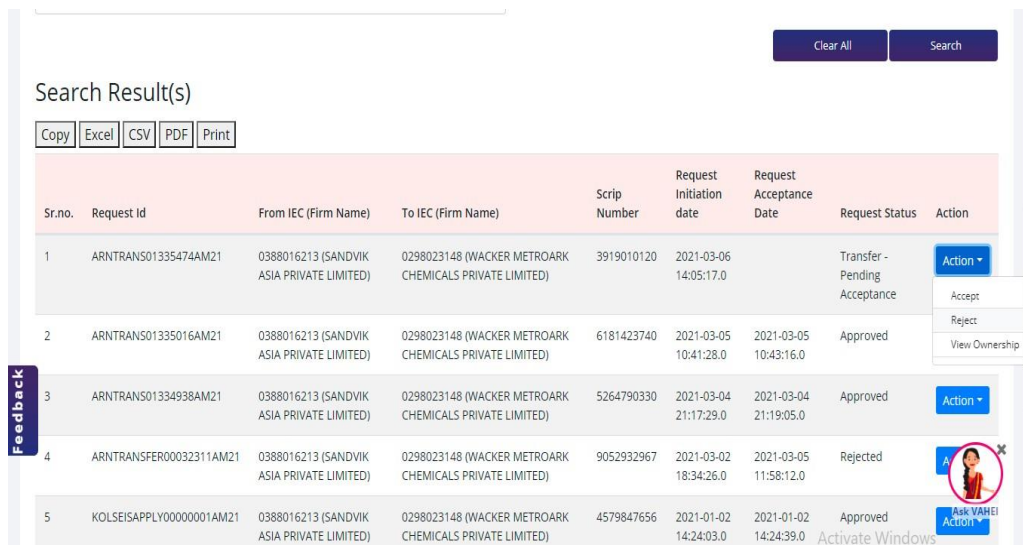 Clear All Search
Search Result(s)
Copy Excel CSV PDF Print
Sr.no. Request Id From IEC (Firm Name) To IEC (Firm Name) Scrip Number Request Initiation date Request Acceptance Date Request Status Action
1 ARNTRANS01335474AM21 0388016213 (SANDVIK ASIA PRIVATE LIMITED) 0298023148 (WACKER METROARK CHEMICALS PRIVATE LIMITED) 3919010120 2021-03-06 14:05:17.0 Transfer - Pending Acceptance Action
Accept
Reject
View Ownership
2 ARNTRANS01335016AM21 0388016213 (SANDVIK ASIA PRIVATE LIMITED) 0298023148 (WACKER METROARK CHEMICALS PRIVATE LIMITED) 6181423740 2021-03-05 10:41:28.0 2021-03-05 10:43:16.0 Approved
3 ARNTRANS01334938AM21 0388016213 (SANDVIK ASIA PRIVATE LIMITED) 0298023148 (WACKER METROARK CHEMICALS PRIVATE LIMITED) 5264790330 2021-03-04 21:17:29.0 2021-03-04 21:19:05.0 Approved Action
4 ARNTRANSFER00032311AM21 0388016213 (SANDVIK ASIA PRIVATE LIMITED) 0298023148 (WACKER METROARK CHEMICALS PRIVATE LIMITED) 9052932967 2021-03-02 18:34:26.0 2021-03-05 11:58:12.0 Rejected
5 KOLSEISAPPLY00000001AM21 0388016213 (SANDVIK ASIA PRIVATE LIMITED) 0298023148 (WACKER METROARK CHEMICALS PRIVATE LIMITED) 4579847656 2021-01-02 14:24:03.0 2021-01-02 14:24:39.0 Approved Action
Feedback
Ask VAHEI
Activate Windows